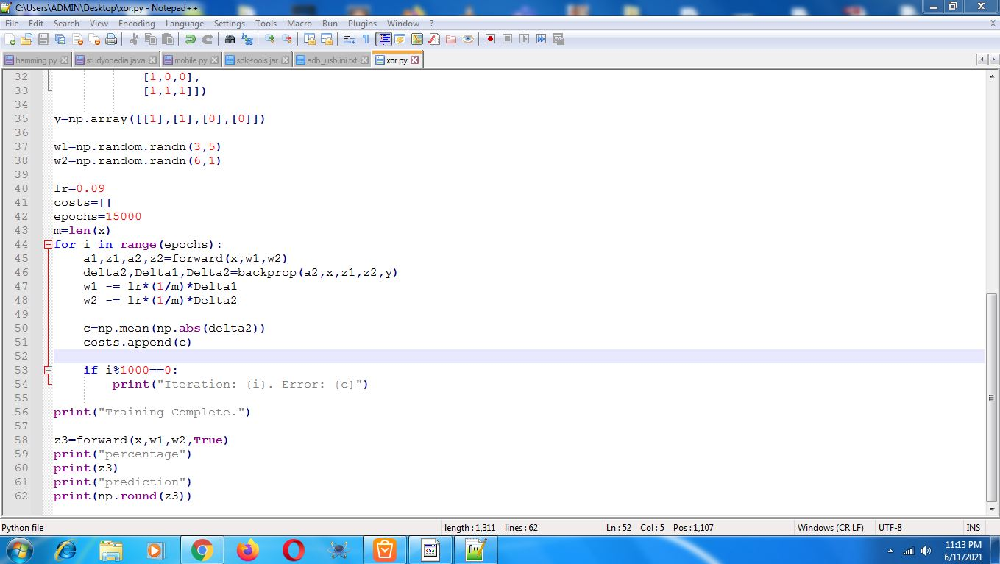 C:\Users\ADMIN\Desktop\xor.py - Notepad++
File Edit Search View Encoding Language Settings Tools Macro Run Plugins Window ? X
hamming.py studyopedia.java mobile.py sdk-tools.jar adb_usb.ini.txt xor.py
32 [1,0,0],
33 [1,1,1]])
34
35 y=np.array([[1],[1],[0],[0]])
36
37 w1=np.random.randn(3,5)
38 w2=np.random.randn(6,1)
39
40 lr=0.09
41 costs=[]
42 epochs=15000
43 m=len(x)
44 for i in range(epochs):
45 a1,z1,a2,z2=forward(x,w1,w2)
46 delta2,Delta1,Delta2=backprop(a2,x,z1,z2,y)
47 w1 -= lr*(1/m)*Delta1
48 w2 -= lr*(1/m)*Delta2
49
50 c=np.mean(np.abs(delta2))
51 costs.append(c)
52
53 if i%1000==0:
54 print("Iteration: {i}. Error: {c}")
55
56 print("Training Complete.")
57
58 z3=forward(x,w1,w2,True)
59 print("percentage")
60 print(z3)
61 print("prediction")
62 print(np.round(z3))
Python file length : 1,311 lines : 62 Ln : 52 Col : 5 Pos : 1,107 Windows (CR LF) UTF-8 INS
11:13 PM
6/11/2021